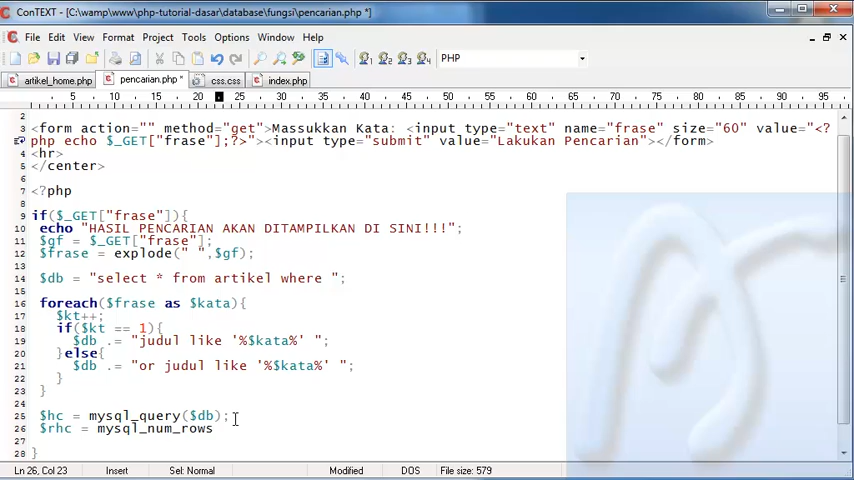 ConTEXT - [C:\wamp\www\php-tutorial-dasar\database\fungsi\pencarian.php *]
File Edit View Format Project Tools Options Window Help
PHP
artikel_home.php pencarian.php * css.css index.php
5 10 15 20 25 30 35 40 45 50 55 60 65 70 75 80 85 90 95
2
3 <form action="" method="get">Massukkan Kata: <input type="text" name="frase" size="60" value="<?
php echo $_GET["frase"];?>"><input type="submit" value="Lakukan Pencarian"></form>
4 <hr>
5 </center>
6
7 <?php
8
9 if($_GET["frase"]){
10 echo "HASIL PENCARIAN AKAN DITAMPILKAN DI SINI!!!";
11 $gf = $_GET["frase"];
12 $frase = explode(" ",$gf);
13
14 $db = "select * from artikel where ";
15
16 foreach($frase as $kata){
17 $kt++;
18 if($kt == 1){
19 $db .= "judul like '%$kata%' ";
20 }else{
21 $db .= "or judul like '%$kata%' ";
22 }
23 }
24
25 $hc = mysql_query($db);
26 $rhc = mysql_num_rows
27
28 }
Ln 26, Col 23 Insert Sel: Normal Modified DOS File size: 579